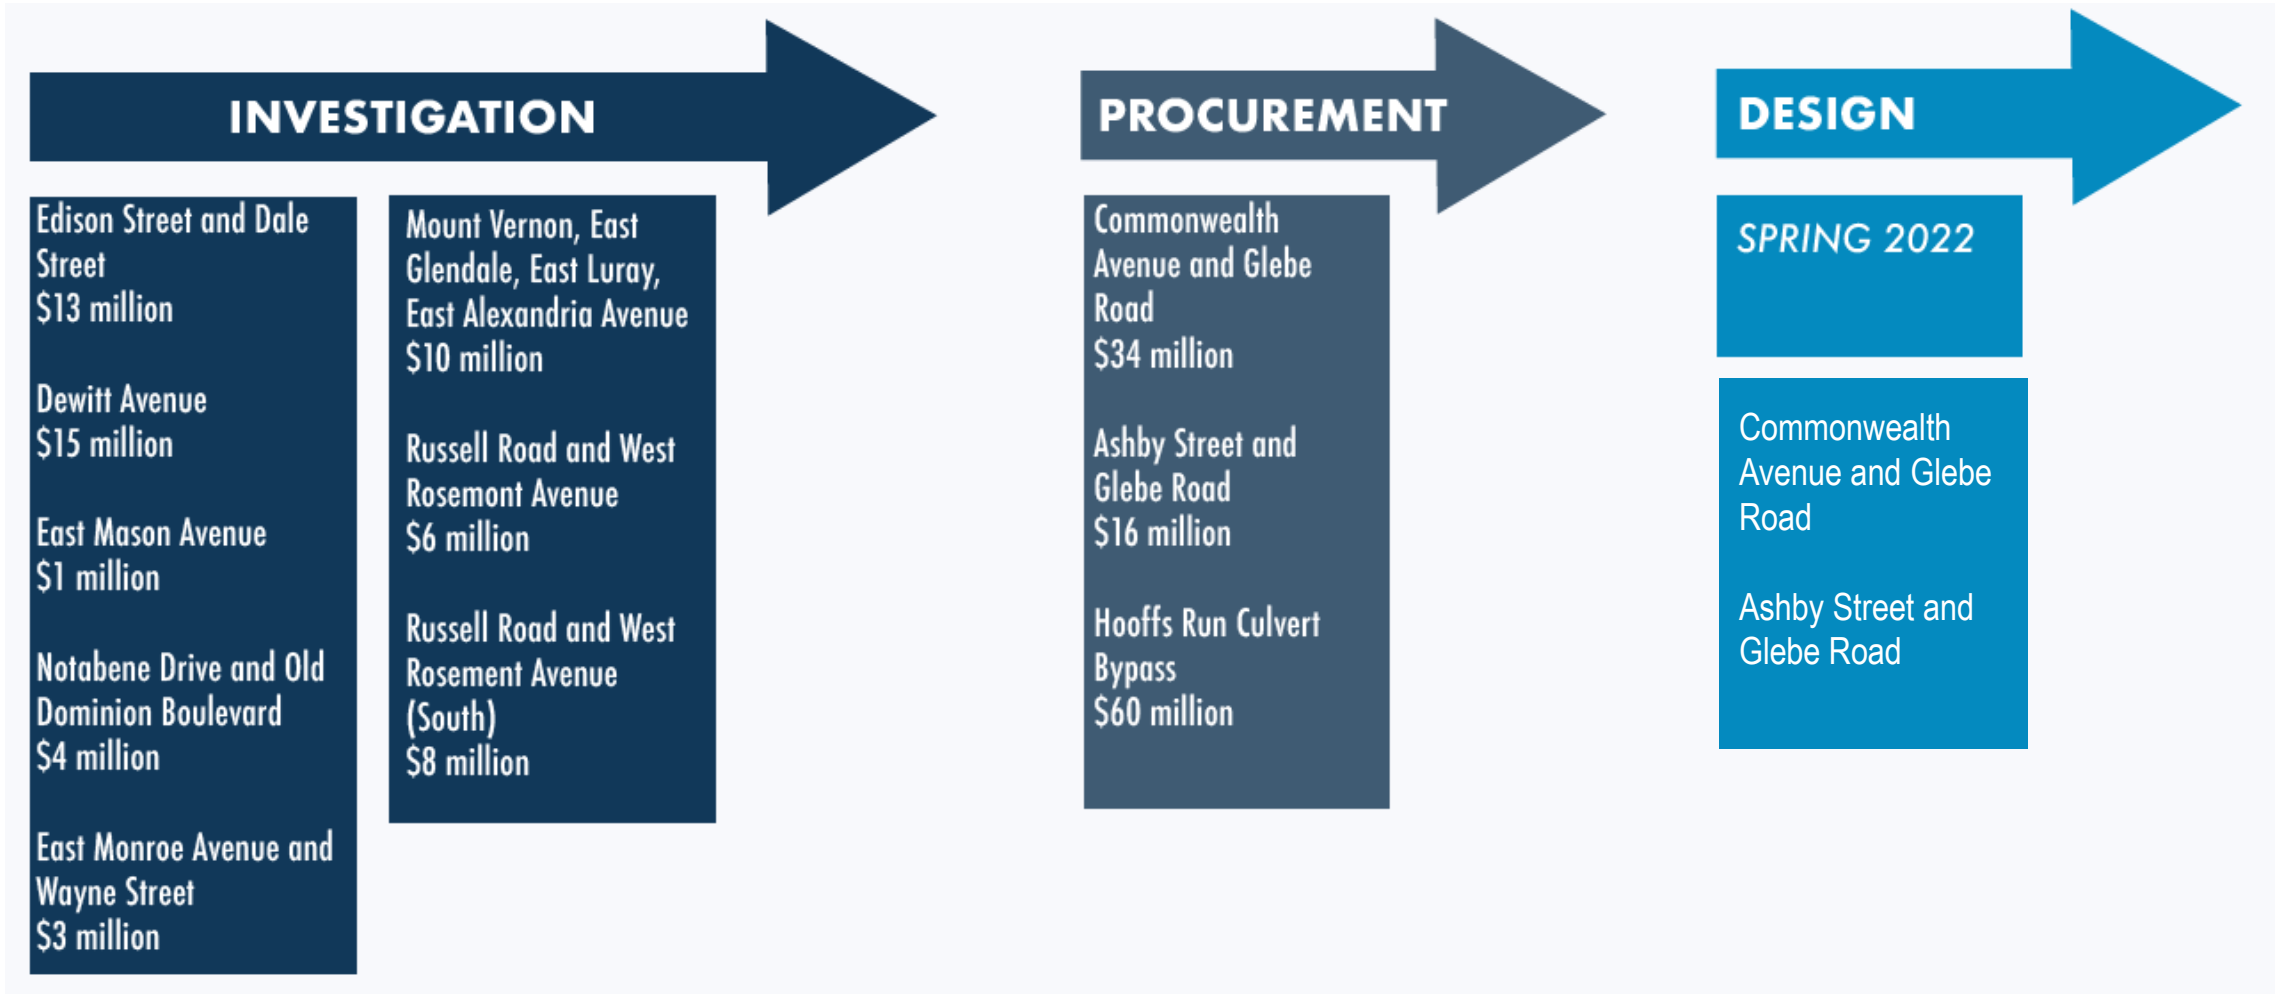 INVESTIGATION
Edison Street and Dale
Street
$13 million
Dewitt Avenue
$15 million
East Mason Avenue
$1 million
Notabene Drive and Old
Dominion Boulevard
$4 million
East Monroe Avenue and
Wayne Street
$3 million
Mount Vernon, East
Glendale, East Luray,
East Alexandria Avenue
$10 million
Russell Road and West
Rosemont Avenue
$6 million
Russell Road and West
Rosement Avenue
(South)
$8 million
PROCUREMENT
Commonwealth
Avenue and Glebe
Road
$34 million
Ashby Street and
Glebe Road
$16 million
Hooffs Run Culvert
Bypass
$60 million
DESIGN
SPRING 2022
Commonwealth
Avenue and Glebe
Road
Ashby Street and
Glebe Road